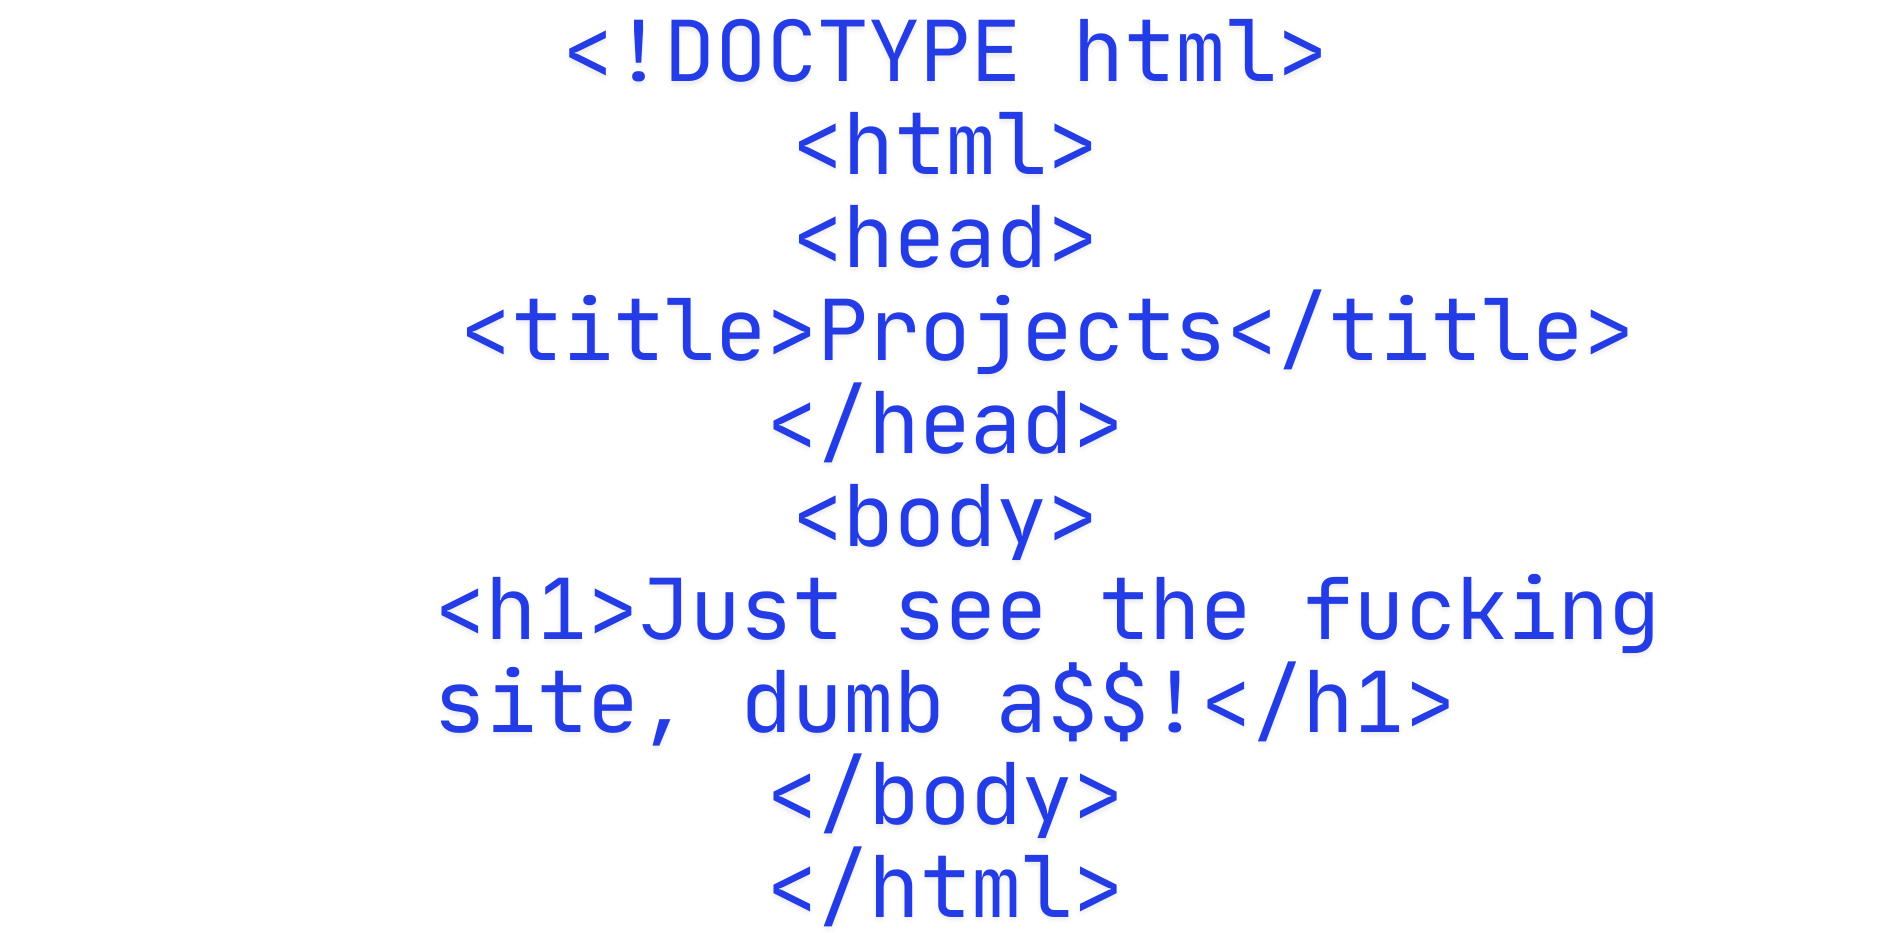 <!DOCTYPE html>
<html>
<head>
<title>Projects</title>
</head>
<body>
<h1>Just see the fucking
site, dumb a$$!</h1>
</body>
</html>